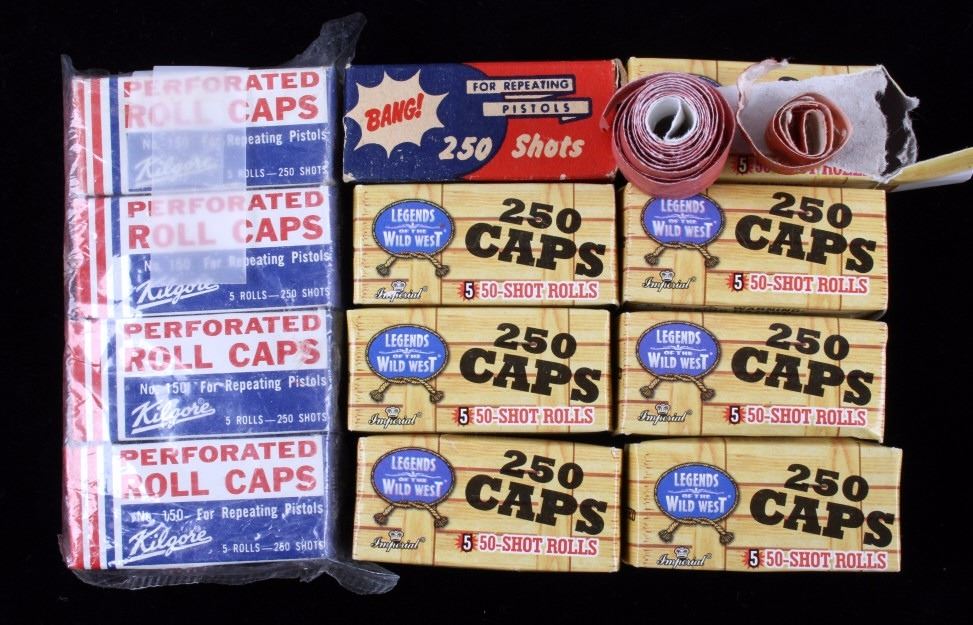 PERFORATED
ROLL CAPS
No. 150 For Repeating Pistols
Kilgore
5 ROLLS—250 SHOTS
PERFORATED
ROLL CAPS
No. 150 For Repeating Pistols
Kilgore
5 ROLLS—250 SHOTS
PERFORATED
ROLL CAPS
No. 150 For Repeating Pistols
Kilgore
5 ROLLS—250 SHOTS
PERFORATED
ROLL CAPS
No. 150 For Repeating Pistols
Kilgore
5 ROLLS—250 SHOTS
BANG!
FOR REPEATING
PISTOLS
250 Shots
LEGENDS
OF THE
WILD WEST
250
CAPS
Imperial
5 50-SHOT ROLLS
LEGENDS
OF THE
WILD WEST
250
CAPS
Imperial
5 50-SHOT ROLLS
LEGENDS
OF THE
WILD WEST
250
CAPS
Imperial
5 50-SHOT ROLLS
5
LEGENDS
OF THE
WILD WEST
250
CAPS
Imperial
5 50-SHOT ROLLS
WARNING:
LEGENDS
OF THE
WILD WEST
250
CAPS
Imperial
5 50-SHOT ROLLS
LEGENDS
OF THE
WILD WEST
250
CAPS
Imperial
5 50-SHOT ROLLS